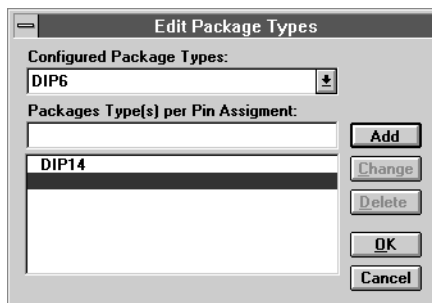 Edit Package Types
Configured Package Types:
DIP6
Packages Type(s) per Pin Assigment:
Add
DIP14
Change
Delete
OK
Cancel